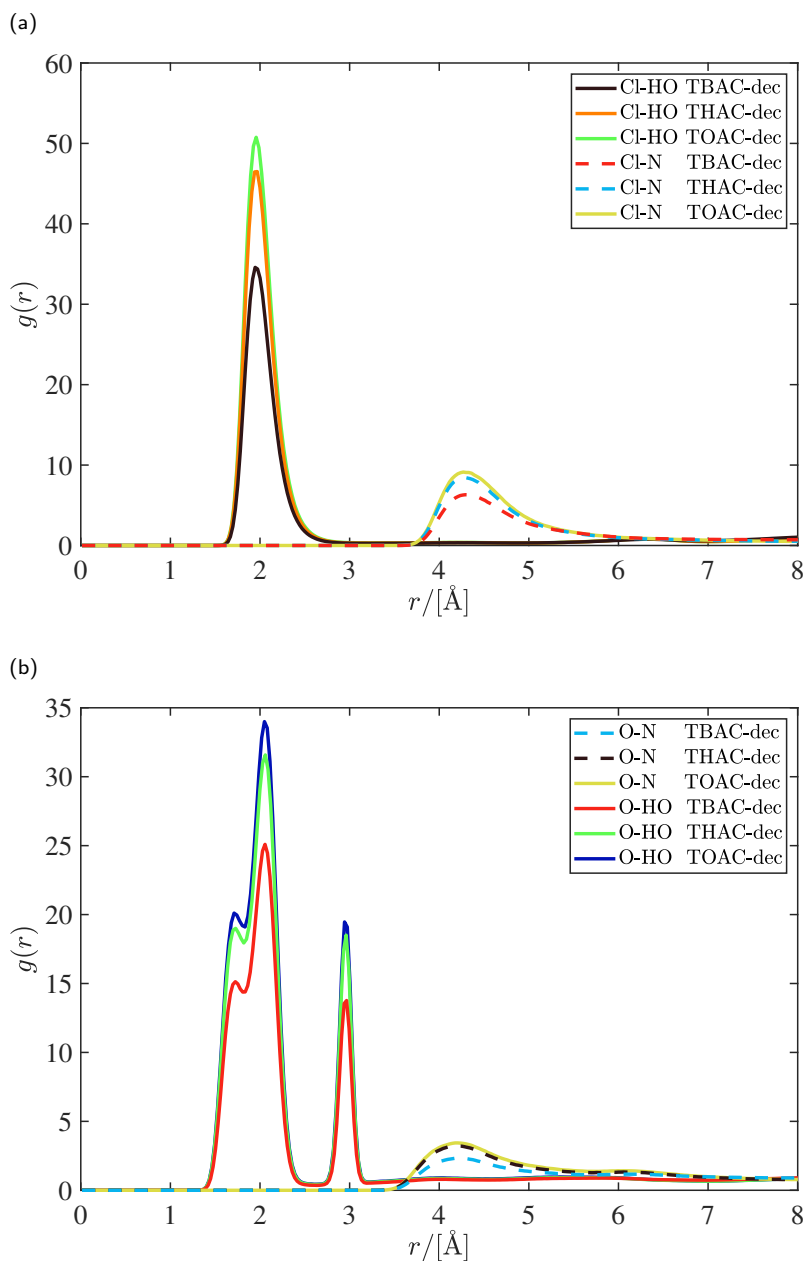 (a)
60
50
40
30
20
10
0
g(r)
Cl-HO TBAC-dec
Cl-HO THAC-dec
Cl-HO TOAC-dec
Cl-N TBAC-dec
Cl-N THAC-dec
Cl-N TOAC-dec
0 1 2 3 4 5 6 7 8
r/[Å]
(b)
35
30
25
20
15
10
5
0
g(r)
O-N TBAC-dec
O-N THAC-dec
O-N TOAC-dec
O-HO TBAC-dec
O-HO THAC-dec
O-HO TOAC-dec
0 1 2 3 4 5 6 7 8
r/[Å]